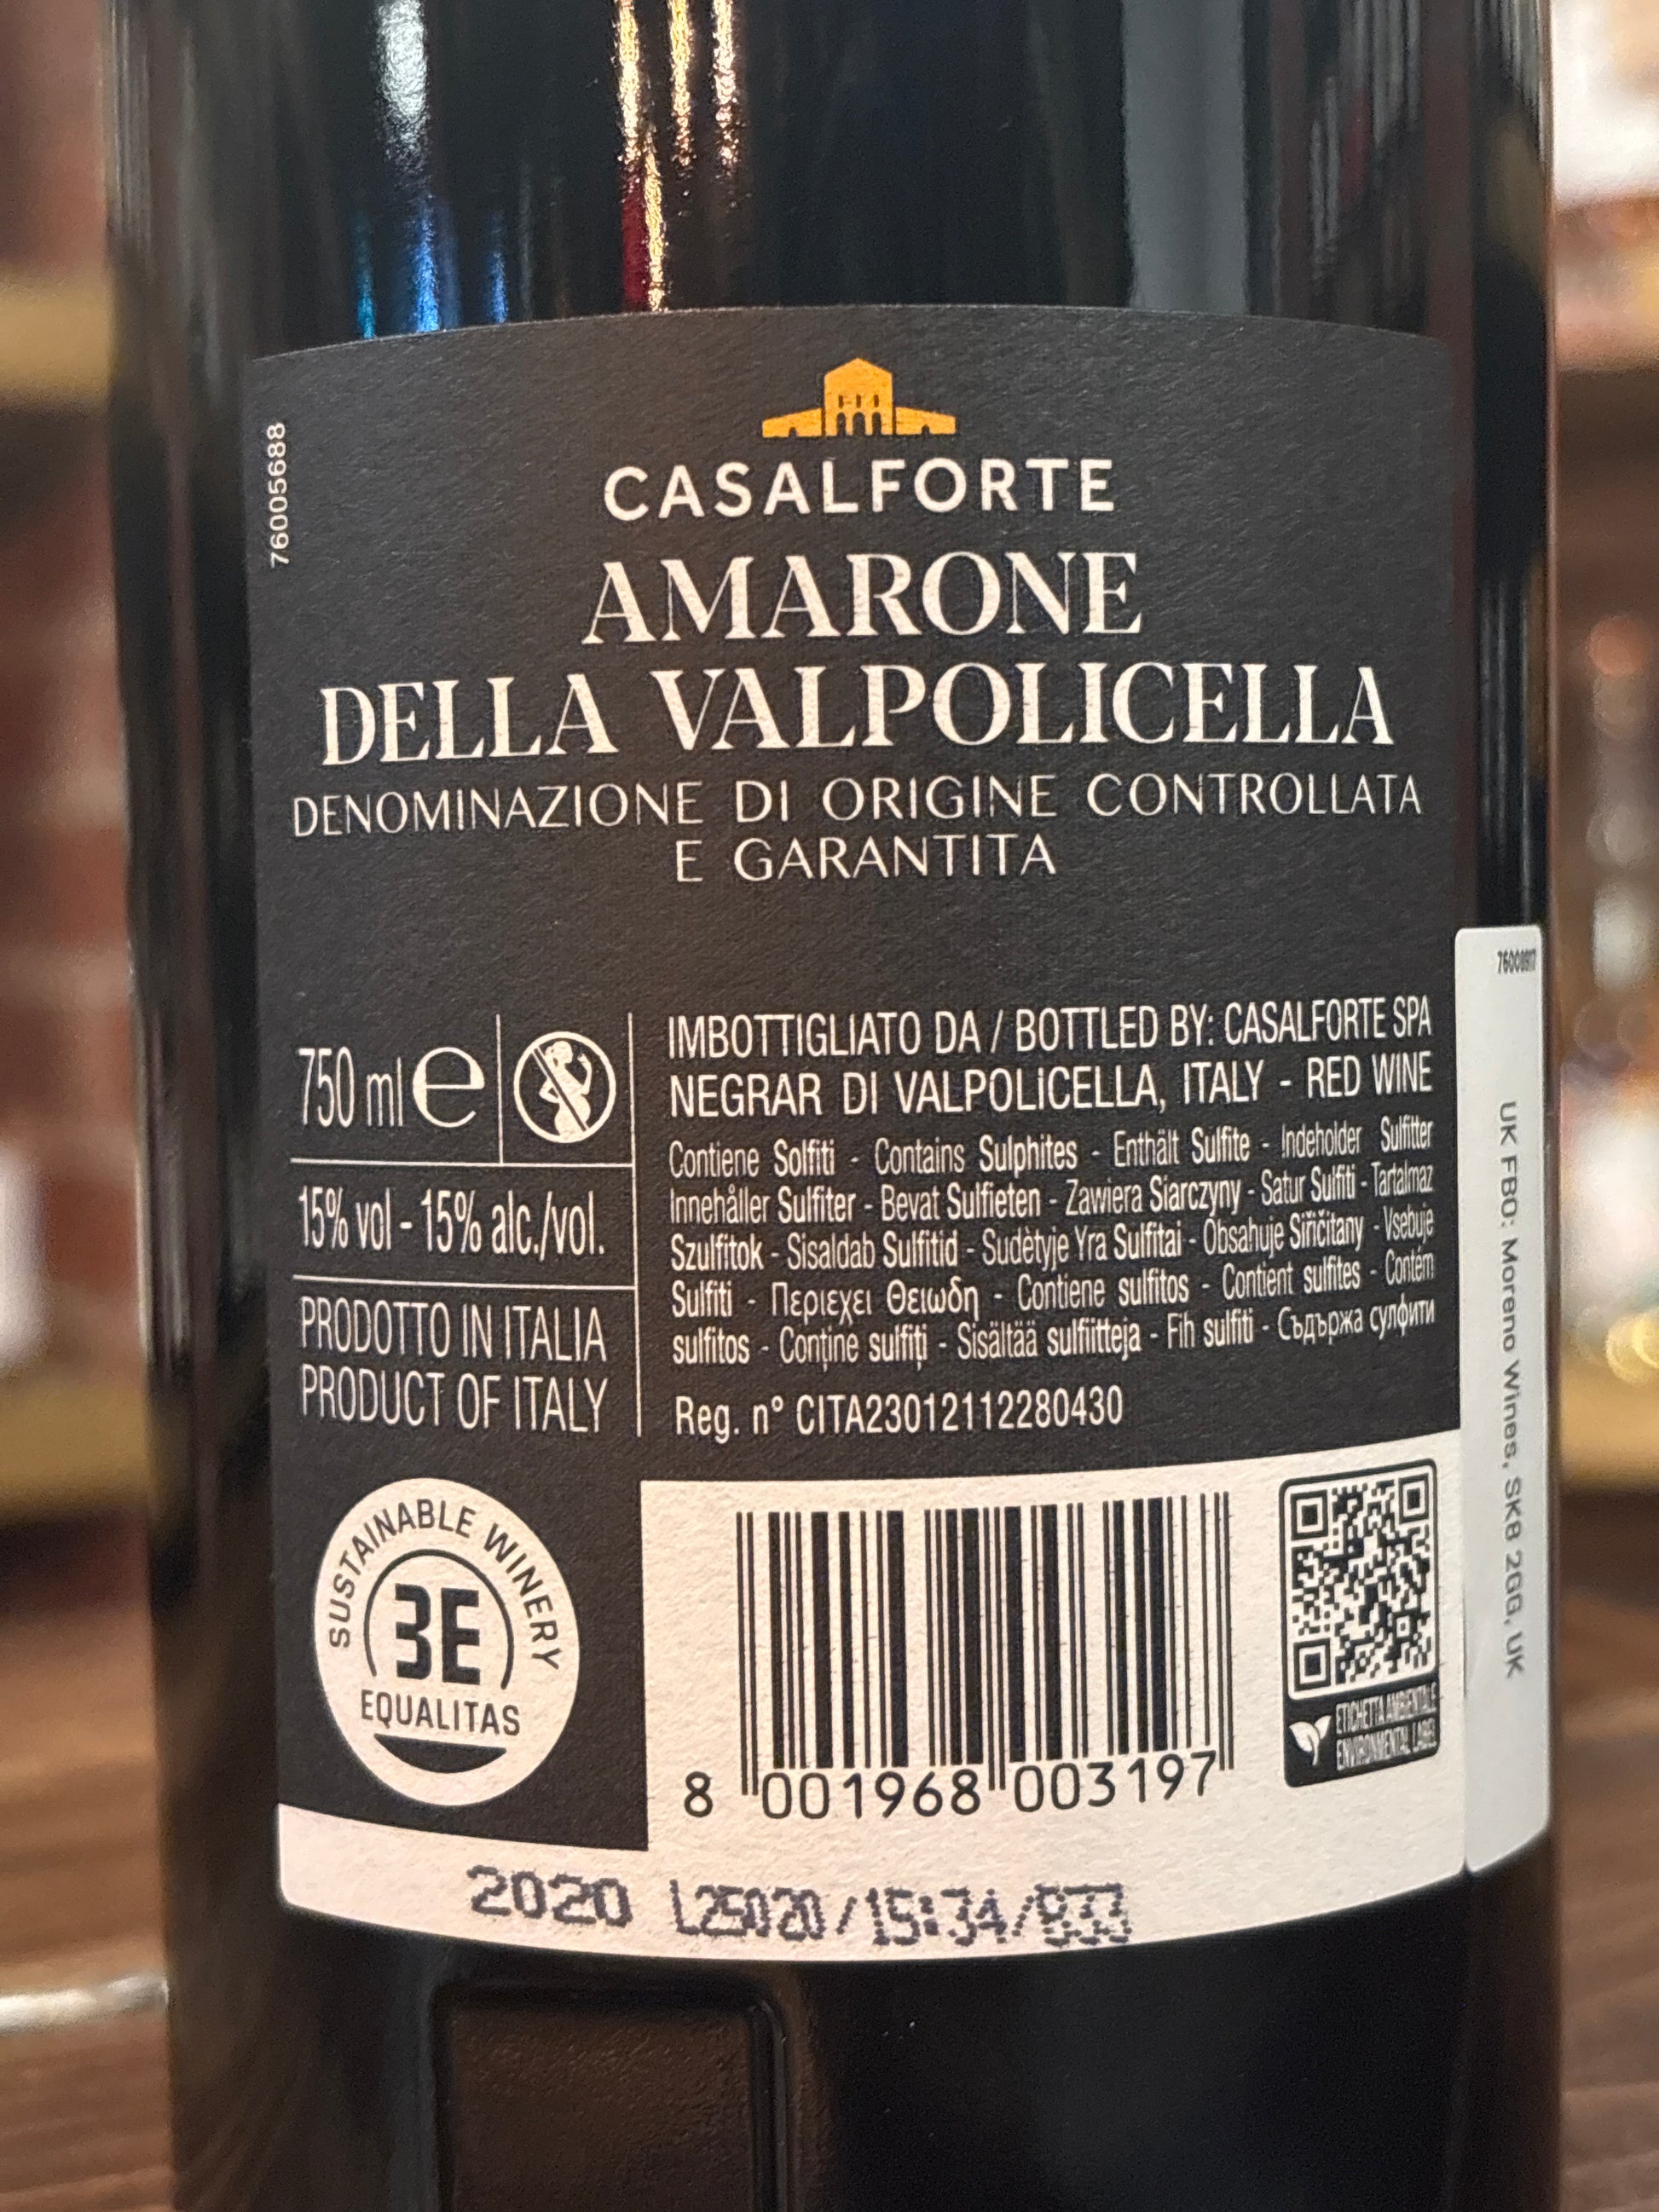 76005688
CASALFORTE
AMARONE
DELLA VALPOLICELLA
DENOMINAZIONE DI ORIGINE CONTROLLATA
E GARANTITA
750 ml e
15% vol - 15% alc./vol.
PRODOTTO IN ITALIA
PRODUCT OF ITALY
IMBOTTIGLIATO DA / BOTTLED BY: CASALFORTE SPA
NEGRAR DI VALPOLICELLA, ITALY - RED WINE
Contiene Solfiti - Contains Sulphites - Enthält Sulfite - Indeholder Sulfitter
Innehåller Sulfiter - Bevat Sulfieten - Zawiera Siarczyny - Satur Sulfiti - Tartalmaz
Szulfitok - Sisaldab Sulfitid - Sudètyje Yra Sulfitai - Obsahuje Siřičitany - Vsebuje
Sulfiti - Περιεχει Θειωδη - Contiene sulfitos - Contient sulfites - Contém
sulfitos - Conţine sulfiţi - Sisältää sulfiitteja - Fih sulfiti - Съдържа сулфити
Reg. n° CITA23012112280430
SUSTAINABLE WINERY
3E
EQUALITAS
8 001968 003197
ETICHETTA AMBIENTALE
ENVIRONMENTAL LABEL
2020 L25020/15:34/833
UK FBO: Moreno Wines, SK8 2GG, UK